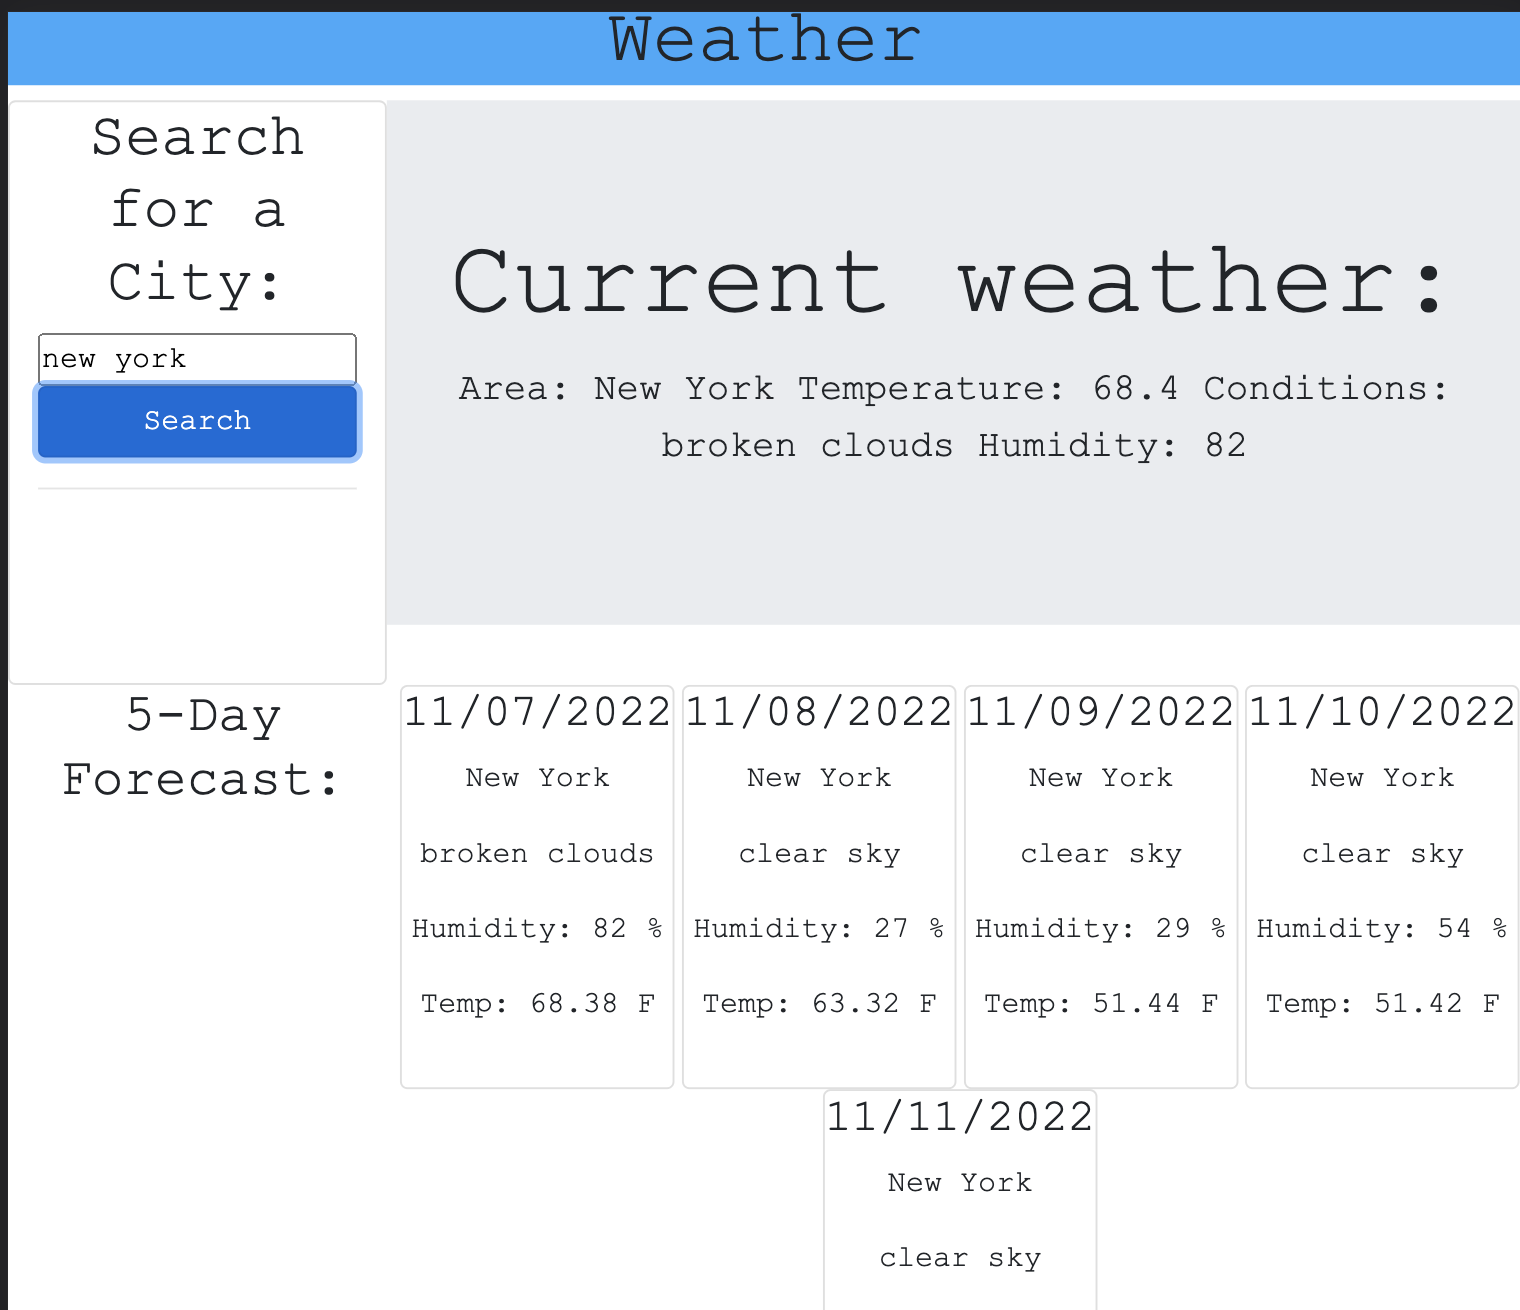 Weather
Search
for a
City:
new york
Search
Current weather:
Area: New York Temperature: 68.4 Conditions:
broken clouds Humidity: 82
5-Day
Forecast:
11/07/2022
New York
broken clouds
Humidity: 82 %
Temp: 68.38 F
11/08/2022
New York
clear sky
Humidity: 27 %
Temp: 63.32 F
11/09/2022
New York
clear sky
Humidity: 29 %
Temp: 51.44 F
11/10/2022
New York
clear sky
Humidity: 54 %
Temp: 51.42 F
11/11/2022
New York
clear sky